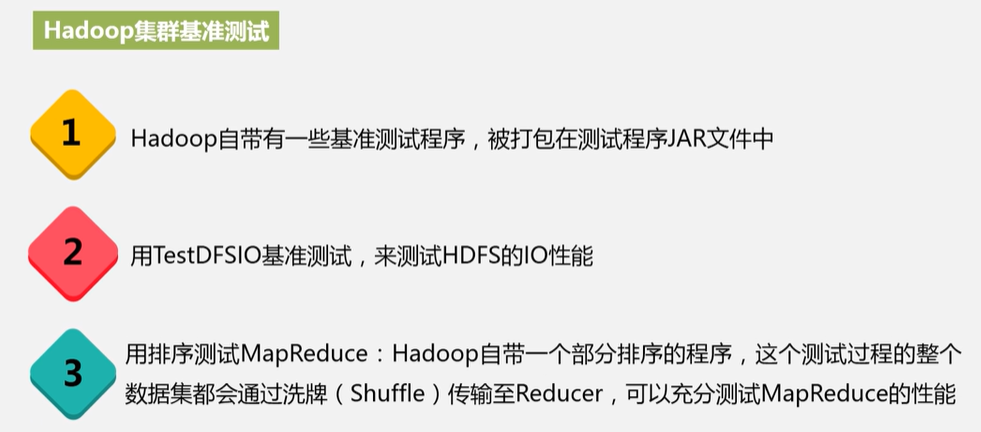 Hadoop集群基准测试
1
Hadoop自带有一些基准测试程序，被打包在测试程序JAR文件中
2
用TestDFSIO基准测试，来测试HDFS的IO性能
3
用排序测试MapReduce：Hadoop自带一个部分排序的程序，这个测试过程的整个
数据集都会通过洗牌（Shuffle）传输至Reducer，可以充分测试MapReduce的性能